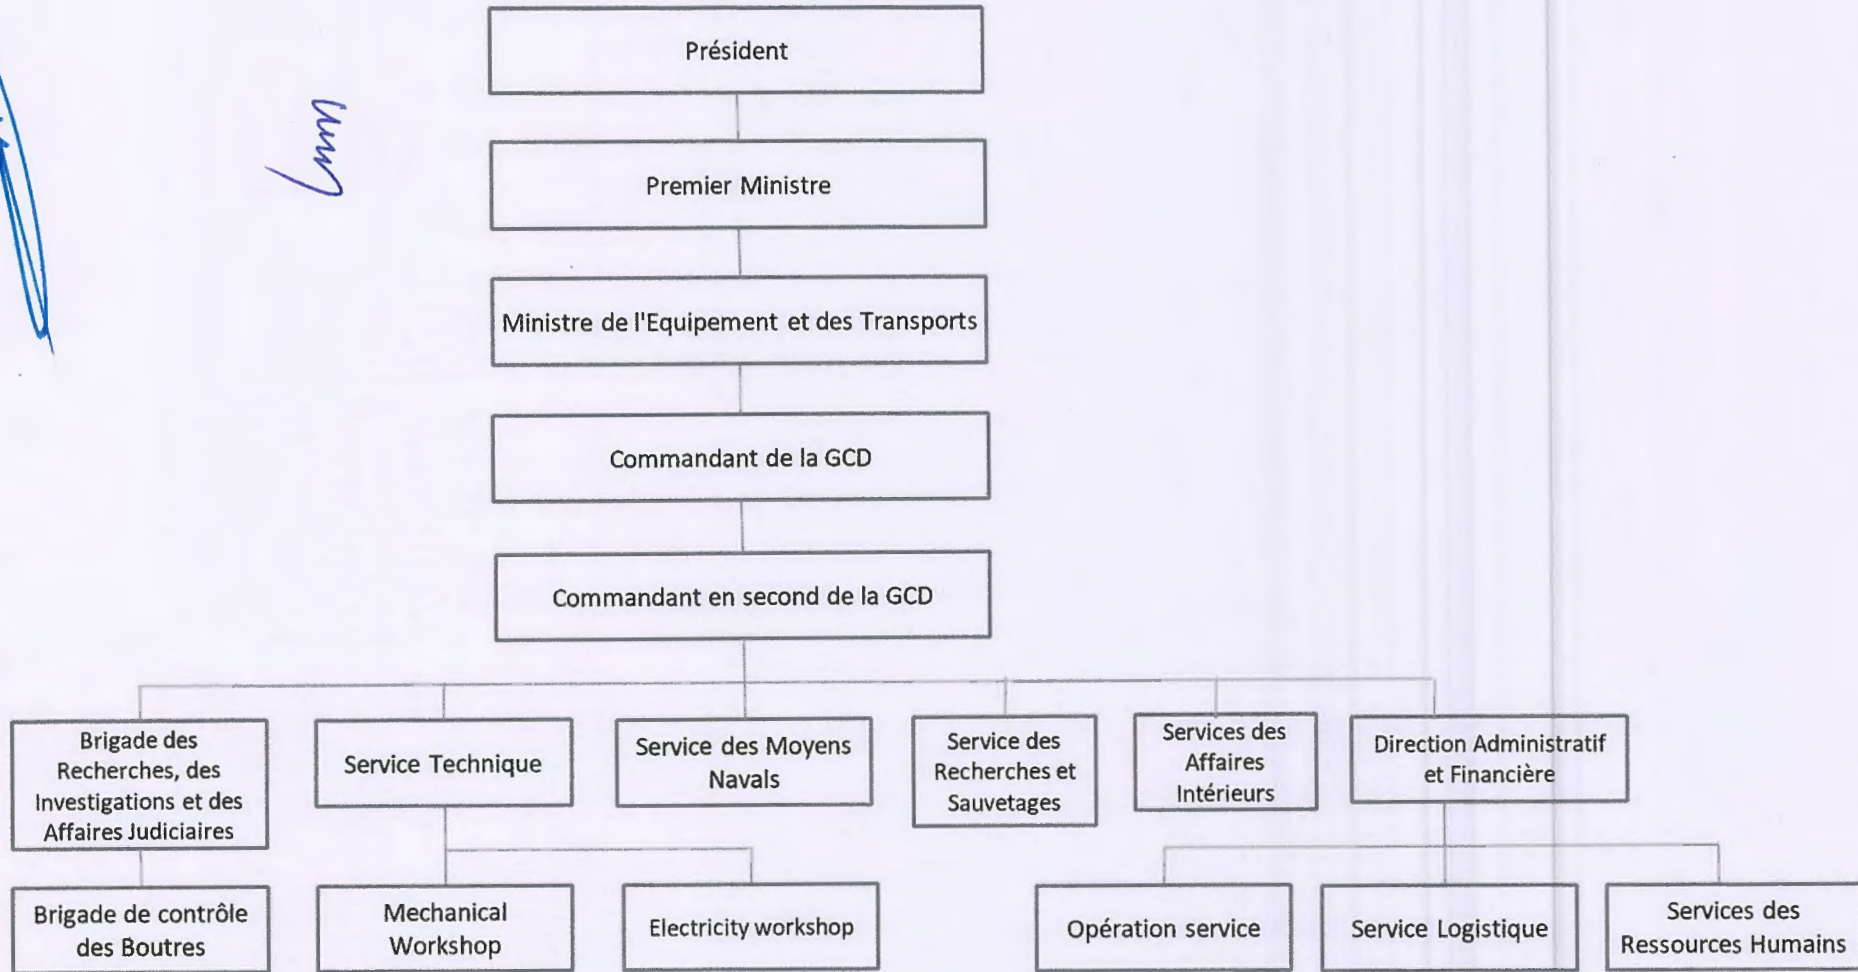 Président
Premier Ministre
Ministre de l'Equipement et des Transports
Commandant de la GCD
Commandant en second de la GCD
Brigade des
Recherches, des
Investigations et des
Affaires Judiciaires
Service Technique
Service des Moyens
Navals
Service des
Recherches et
Sauvetages
Services des
Affaires
Intérieurs
Direction Administratif
et Financière
Brigade de contrôle
des Boutres
Mechanical
Workshop
Electricity workshop
Opération service
Service Logistique
Services des
Ressources Humains